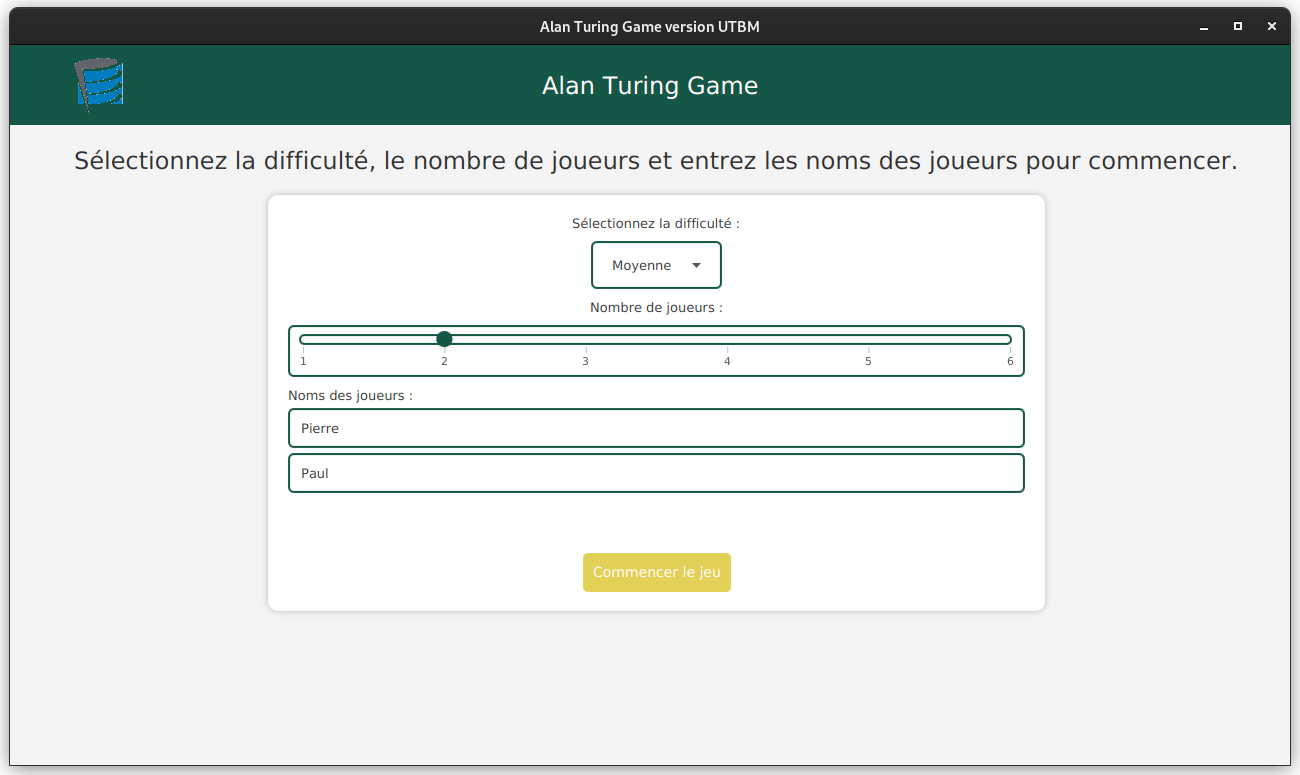 Alan Turing Game version UTBM
Alan Turing Game
Sélectionnez la difficulté, le nombre de joueurs et entrez les noms des joueurs pour commencer.
Sélectionnez la difficulté :
Moyenne
Nombre de joueurs :
1 2 3 4 5 6
Noms des joueurs :
Pierre
Paul
Commencer le jeu